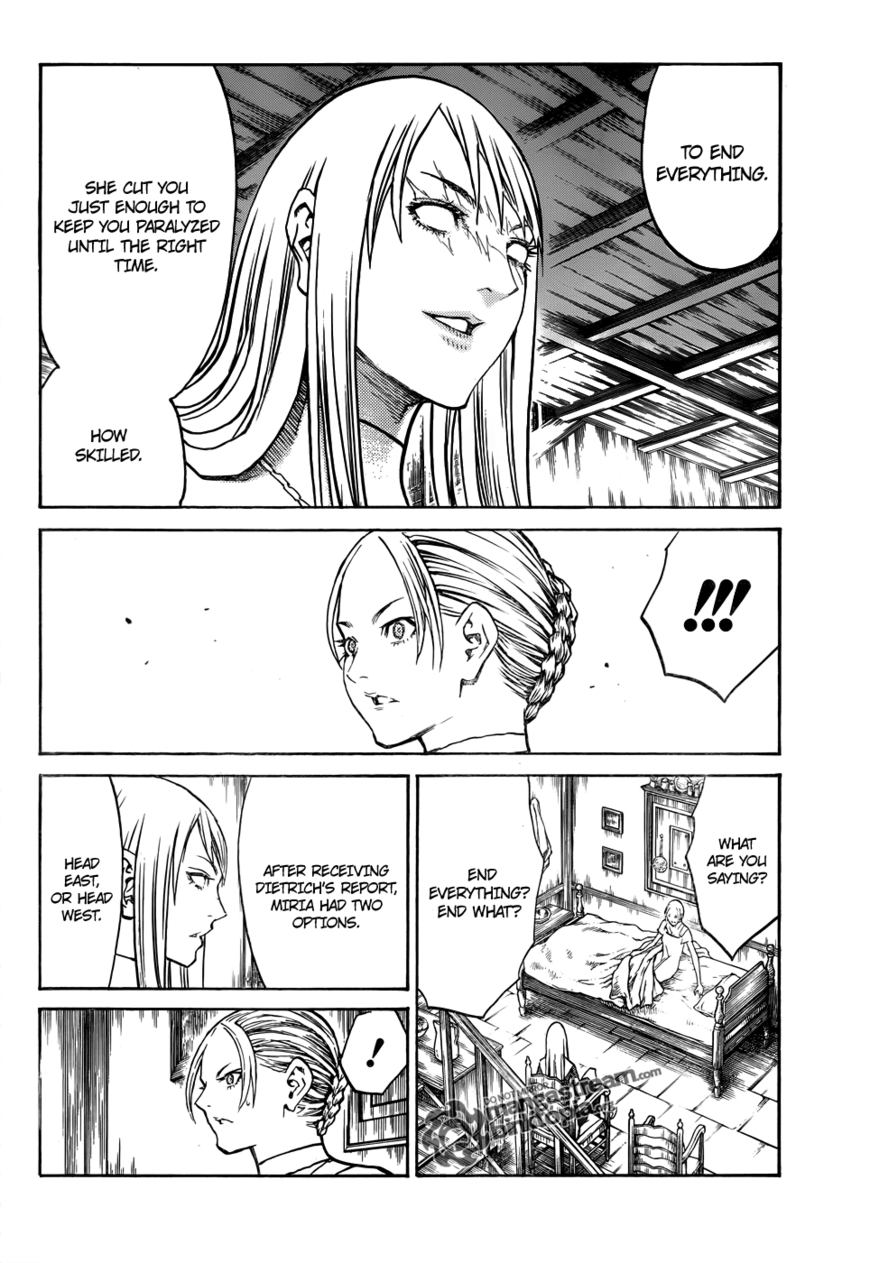 TO END
EVERYTHING.
SHE CUT YOU
JUST ENOUGH TO
KEEP YOU PARALYZED
UNTIL THE RIGHT
TIME.
HOW
SKILLED.
!!!
WHAT
ARE YOU
SAYING?
END
EVERYTHING?
END WHAT?
AFTER RECEIVING
DIETRICH'S REPORT,
MIRIA HAD TWO
OPTIONS.
HEAD
EAST,
OR HEAD
WEST.
!
mangastream.com